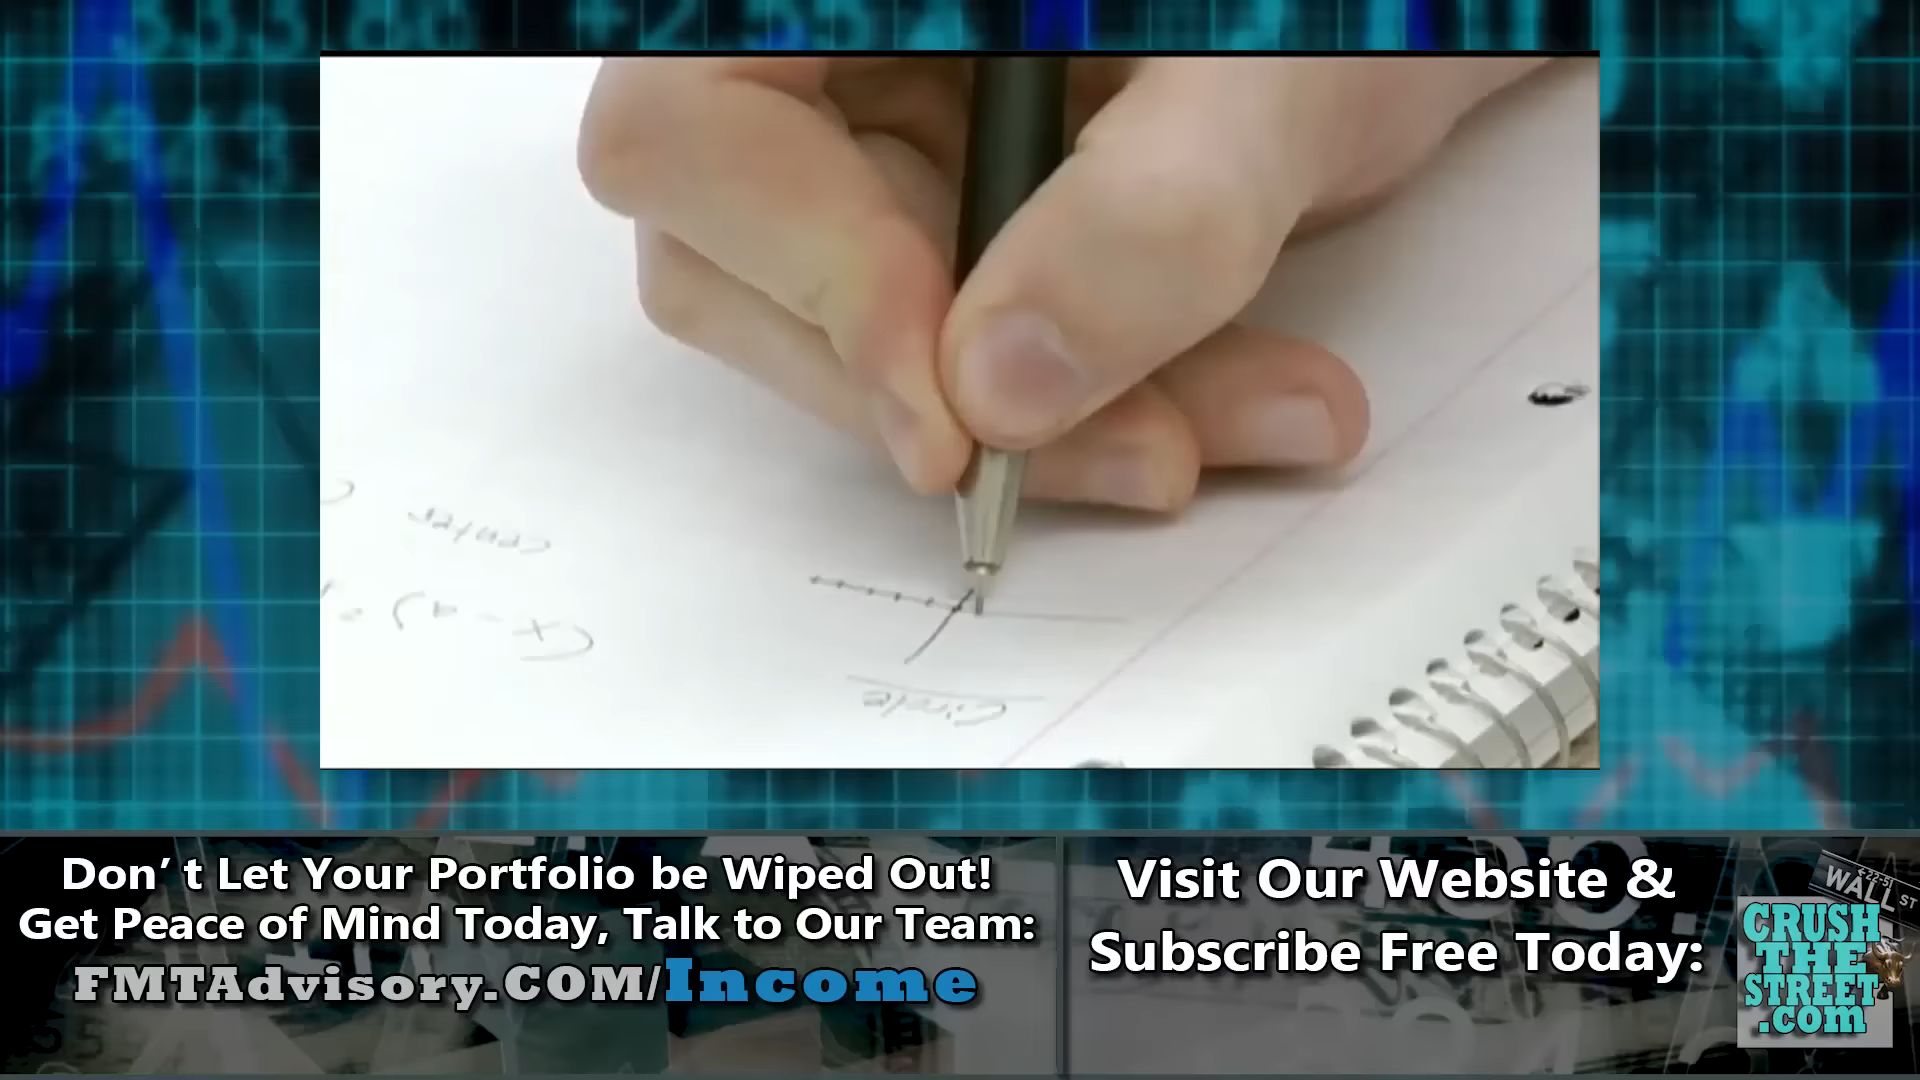 center
(x-a)²
Circle
Don't Let Your Portfolio be Wiped Out!
Get Peace of Mind Today, Talk to Our Team:
FMTAdvisory.COM/Income
Visit Our Website &
Subscribe Free Today:
WALL ST
CRUSH
THE
STREET
.com